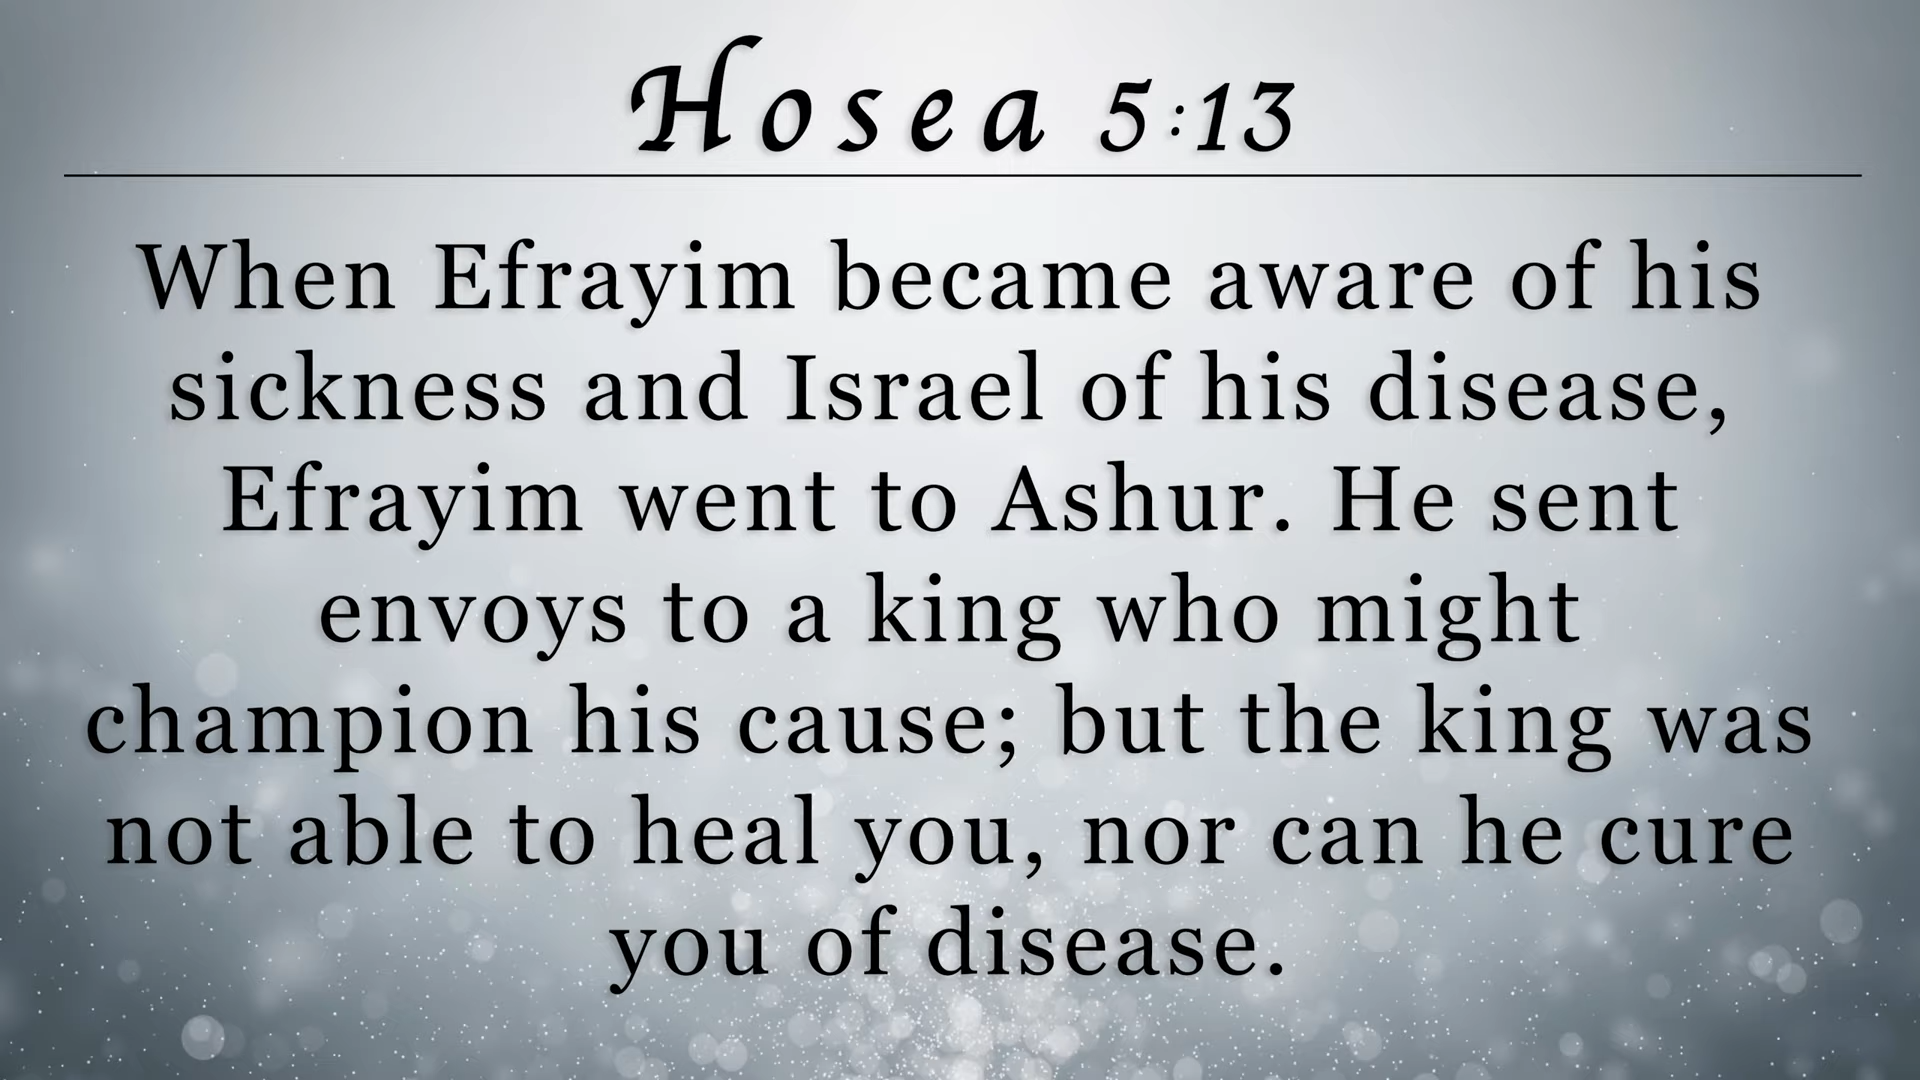 Hosea 5:13
When Efrayim became aware of his
sickness and Israel of his disease,
Efrayim went to Ashur. He sent
envoys to a king who might
champion his cause; but the king was
not able to heal you, nor can he cure
you of disease.